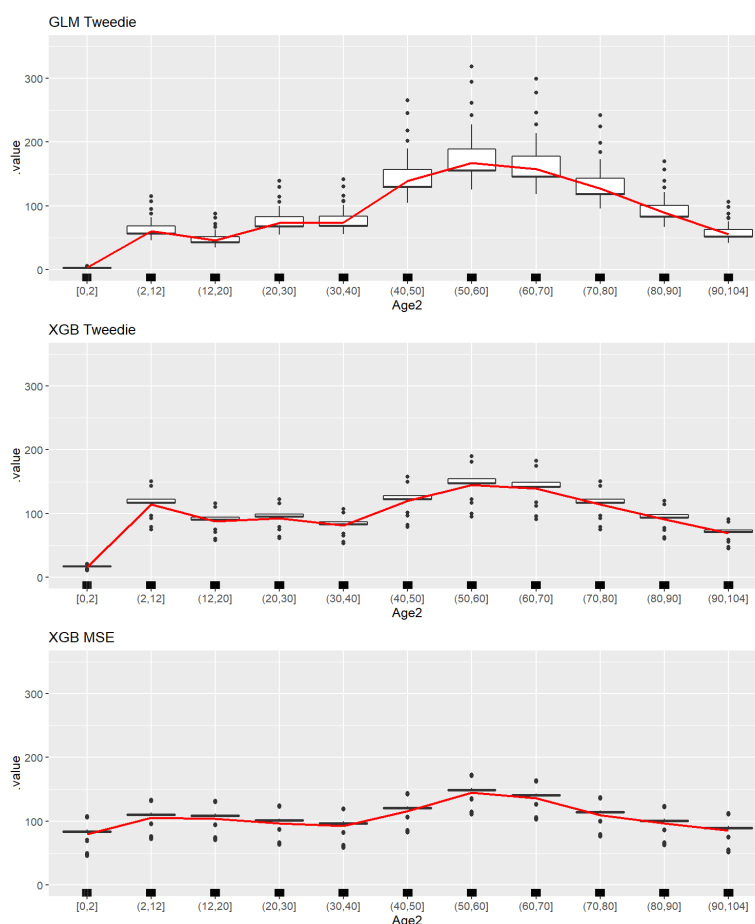 GLM Tweedie
300
200
100
0
.value
[0,2] (2,12] (12,20] (20,30] (30,40] (40,50] (50,60] (60,70] (70,80] (80,90] (90,104]
Age2
XGB Tweedie
300
200
100
0
.value
[0,2] (2,12] (12,20] (20,30] (30,40] (40,50] (50,60] (60,70] (70,80] (80,90] (90,104]
Age2
XGB MSE
300
200
100
0
.value
[0,2] (2,12] (12,20] (20,30] (30,40] (40,50] (50,60] (60,70] (70,80] (80,90] (90,104]
Age2